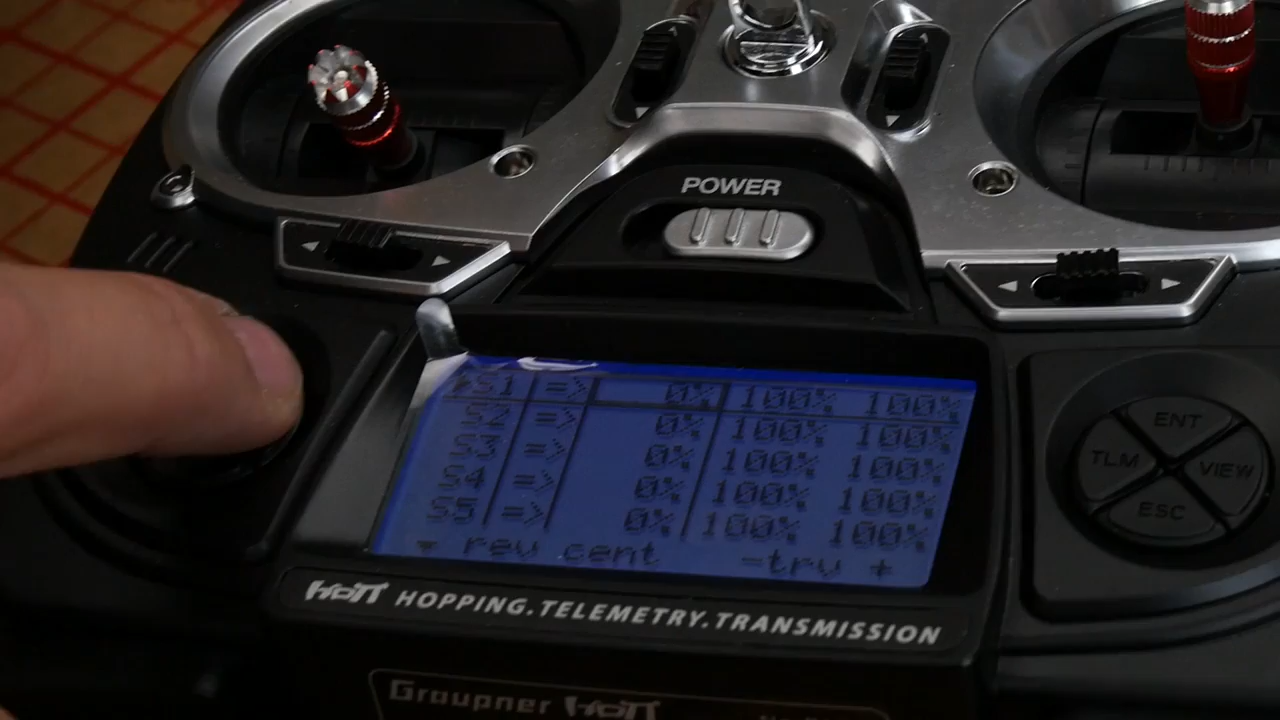 POWER
S1 => 0% 100% 100%
S2 => 0% 100% 100%
S3 => 0% 100% 100%
S4 => 0% 100% 100%
S5 => 0% 100% 100%
rev cent -trv +
ENT
TLM VIEW
ESC
HoTT HOPPING.TELEMETRY.TRANSMISSION
Graupner HoTT